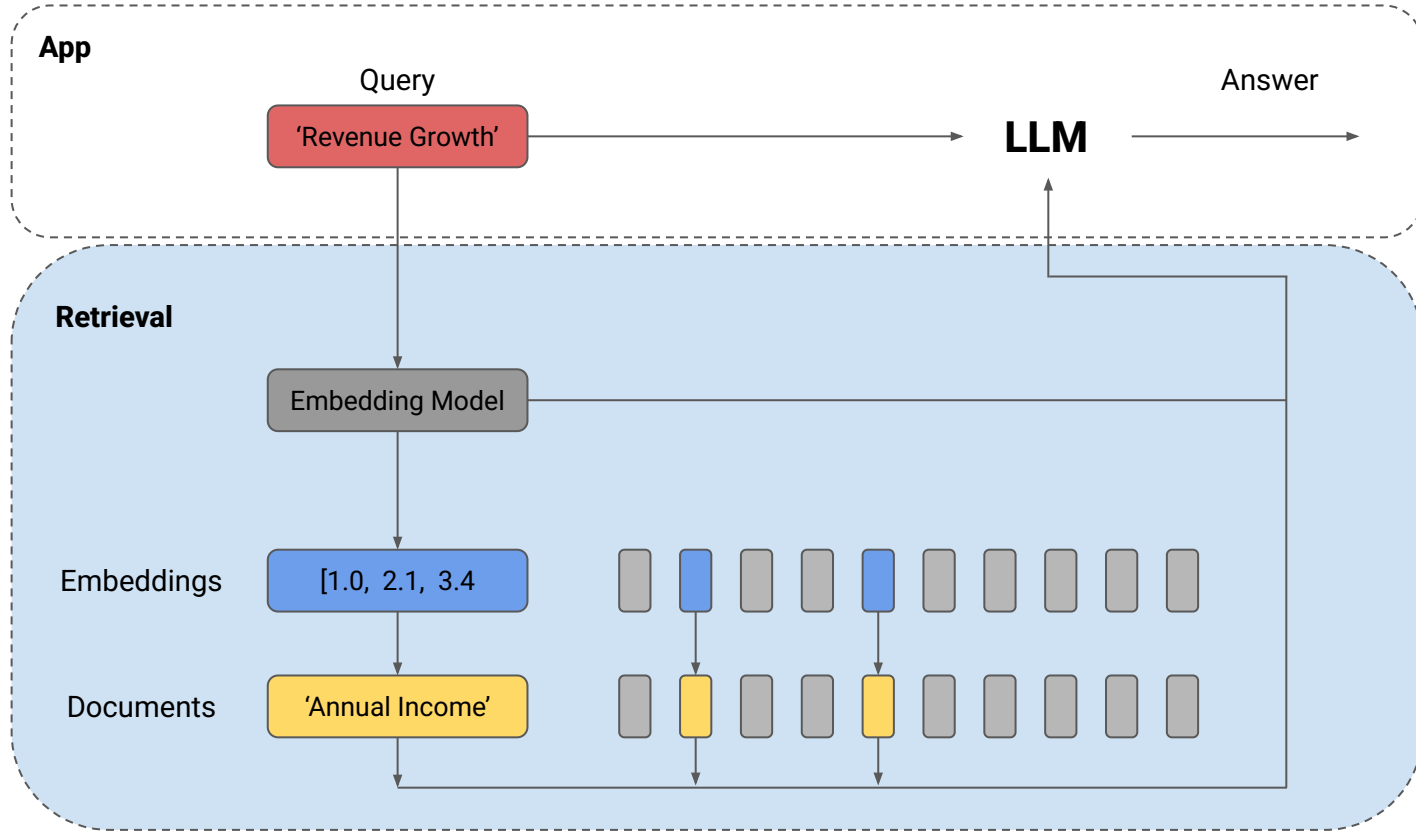 App
Query
Answer
‘Revenue Growth’
LLM
Retrieval
Embedding Model
Embeddings
[1.0, 2.1, 3.4
Documents
‘Annual Income’